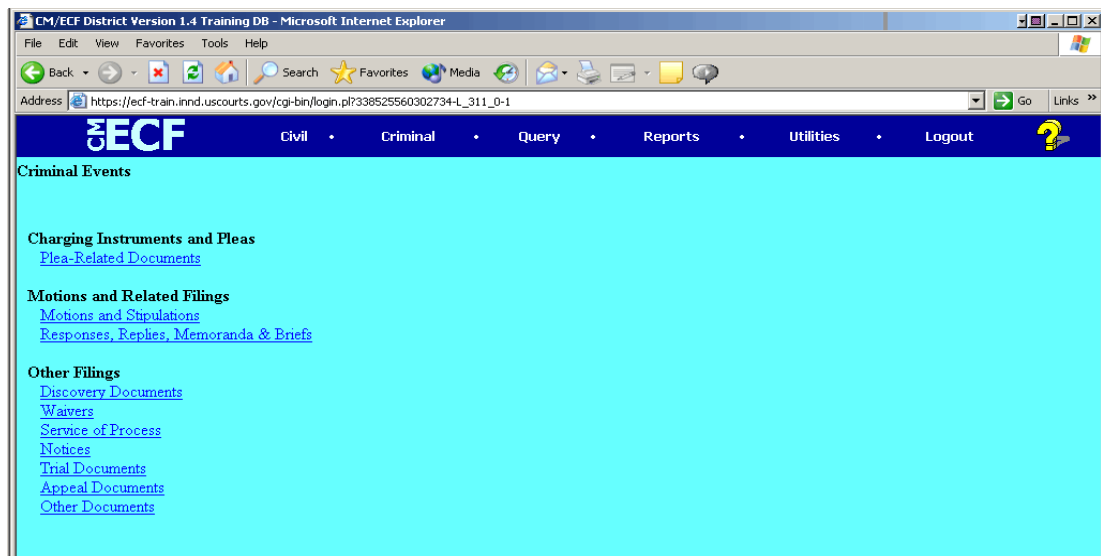 CM/ECF District Version 1.4 Training DB - Microsoft Internet Explorer
File Edit View Favorites Tools Help
Back Search Favorites Media
Address https://ecf-train.innd.uscourts.gov/cgi-bin/login.pl?338525560302734-L_311_0-1 Go Links »
CM ECF Civil • Criminal • Query • Reports • Utilities • Logout ?
Criminal Events
Charging Instruments and Pleas
Plea-Related Documents
Motions and Related Filings
Motions and Stipulations
Responses, Replies, Memoranda & Briefs
Other Filings
Discovery Documents
Waivers
Service of Process
Notices
Trial Documents
Appeal Documents
Other Documents